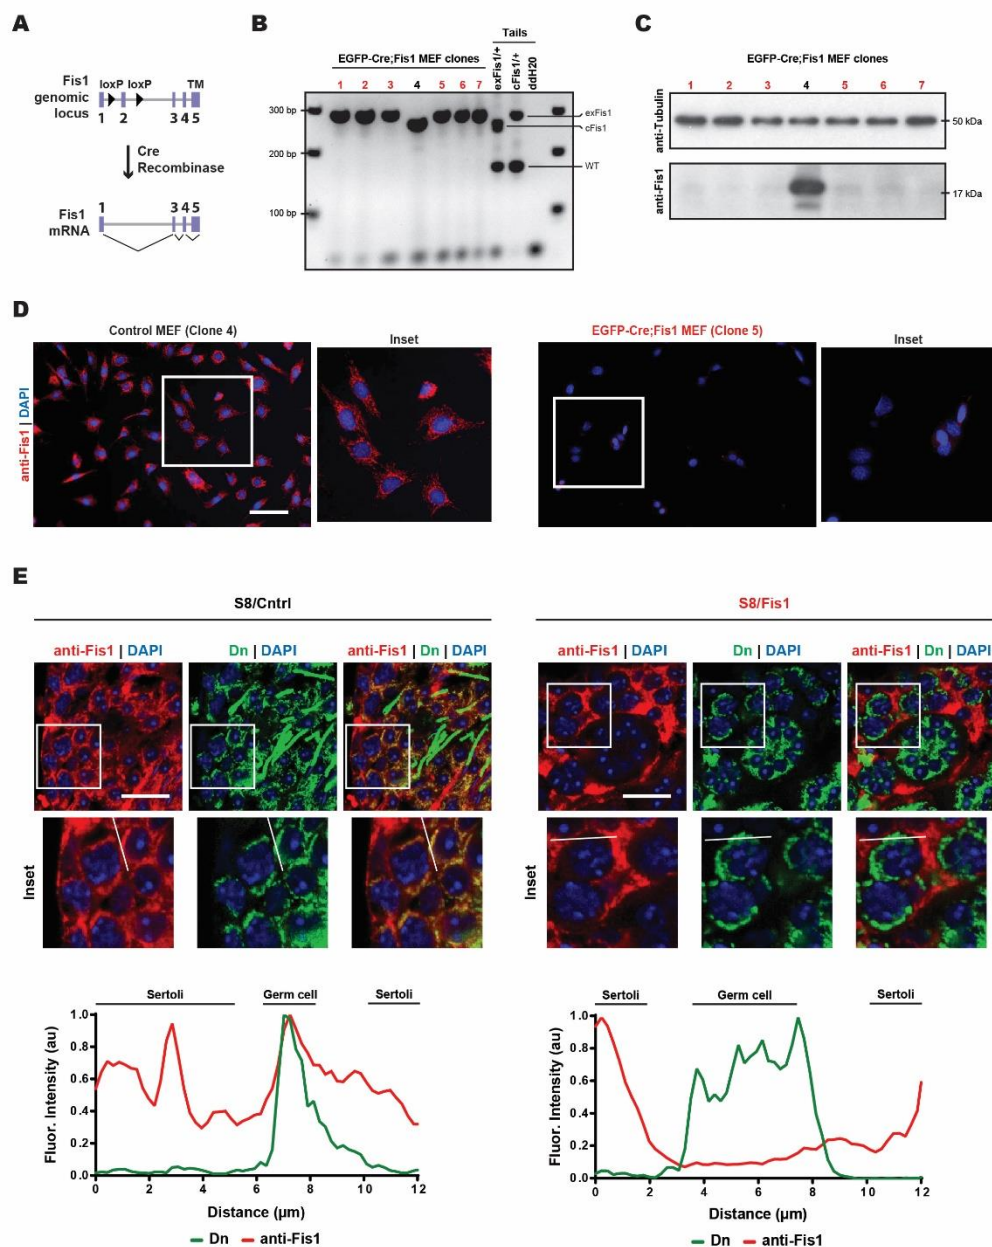 A
loxP loxP TM
Fis1
genomic
locus
1 2 3 4 5
Cre
Recombinase
1 3 4 5
Fis1
mRNA
B
Tails
EGFP-Cre;Fis1 MEF clones
exFis1/+
cFis1/+
ddH20
1 2 3 4 5 6 7
300 bp
200 bp
100 bp
exFis1
cFis1
WT
C
EGFP-Cre;Fis1 MEF clones
1 2 3 4 5 6 7
anti-Tubulin
50 kDa
anti-Fis1
17 kDa
D
Control MEF (Clone 4)
Inset
EGFP-Cre;Fis1 MEF (Clone 5)
Inset
anti-Fis1 | DAPI
E
S8/Cntrl
anti-Fis1 | DAPI
Dn | DAPI
anti-Fis1 | Dn | DAPI
Inset
S8/Fis1
anti-Fis1 | DAPI
Dn | DAPI
anti-Fis1 | Dn | DAPI
Inset
Sertoli Germ cell Sertoli
Fluor. Intensity (au)
1.0
0.8
0.6
0.4
0.2
0.0
0 2 4 6 8 10 12
Distance (µm)
Dn anti-Fis1
Sertoli Germ cell Sertoli
Fluor. Intensity (au)
1.0
0.8
0.6
0.4
0.2
0.0
0 2 4 6 8 10 12
Distance (µm)
Dn anti-Fis1